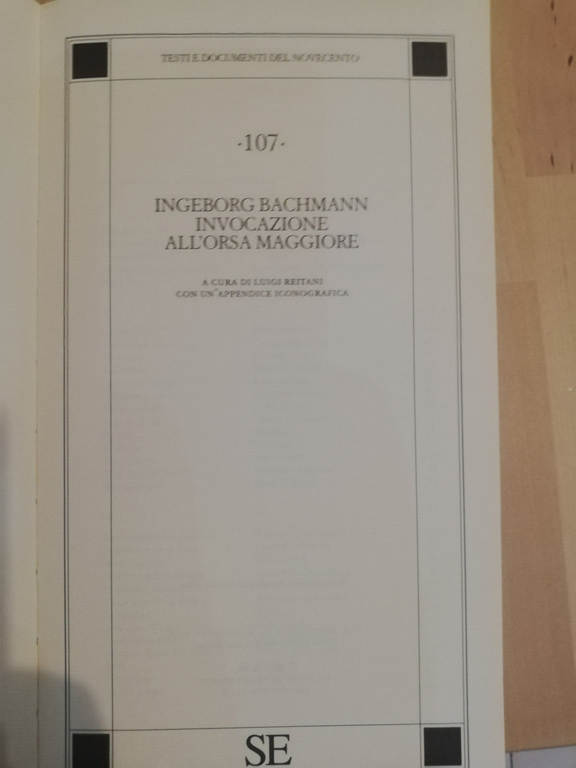 TESTI E DOCUMENTI DEL NOVECENTO
·107·
INGEBORG BACHMANN
INVOCAZIONE
ALL'ORSA MAGGIORE
A CURA DI LUIGI REITANI
CON UN'APPENDICE ICONOGRAFICA
SE